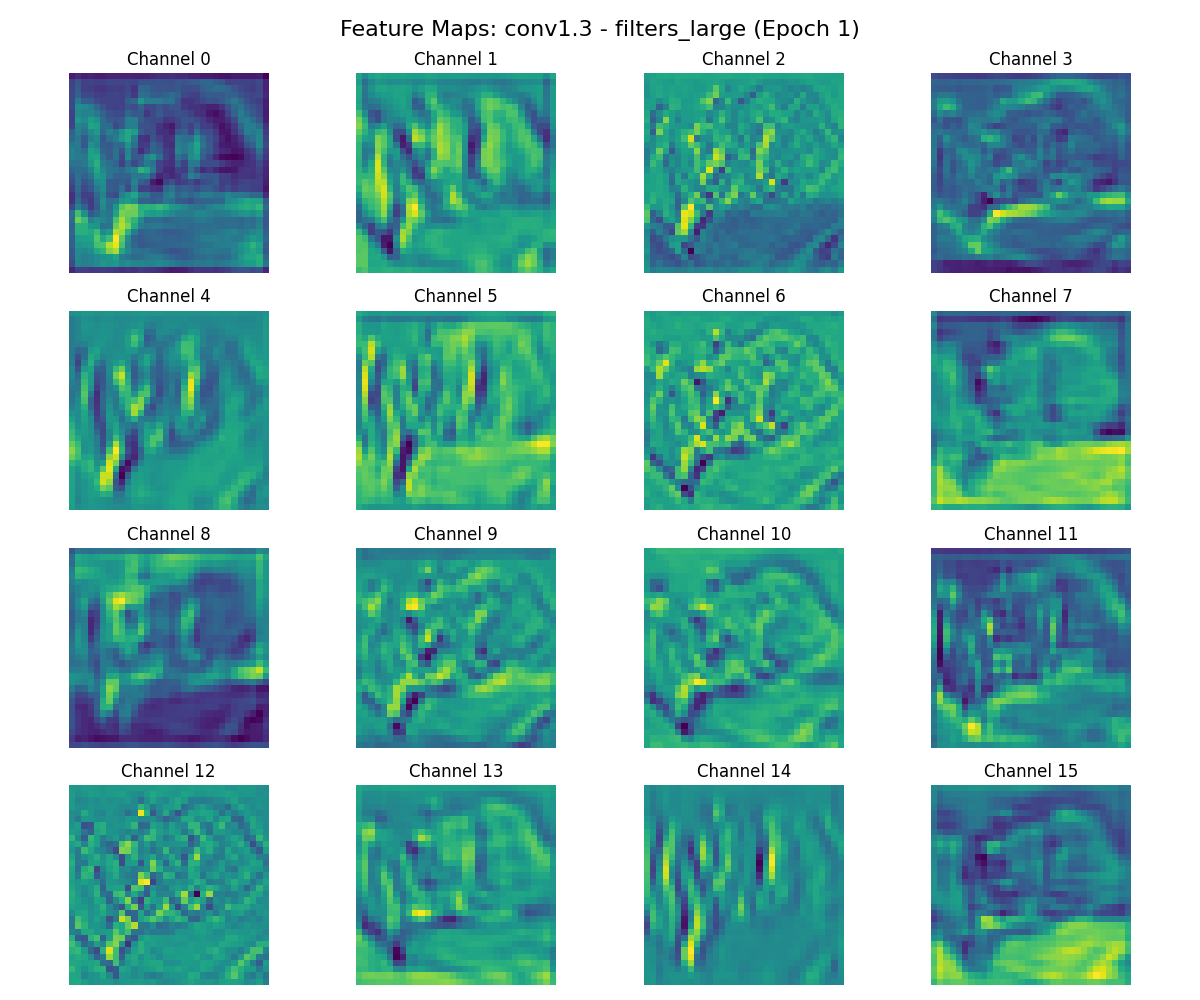 Feature Maps: conv1.3 - filters_large (Epoch 1)
Channel 0
Channel 1
Channel 2
Channel 3
Channel 4
Channel 5
Channel 6
Channel 7
Channel 8
Channel 9
Channel 10
Channel 11
Channel 12
Channel 13
Channel 14
Channel 15